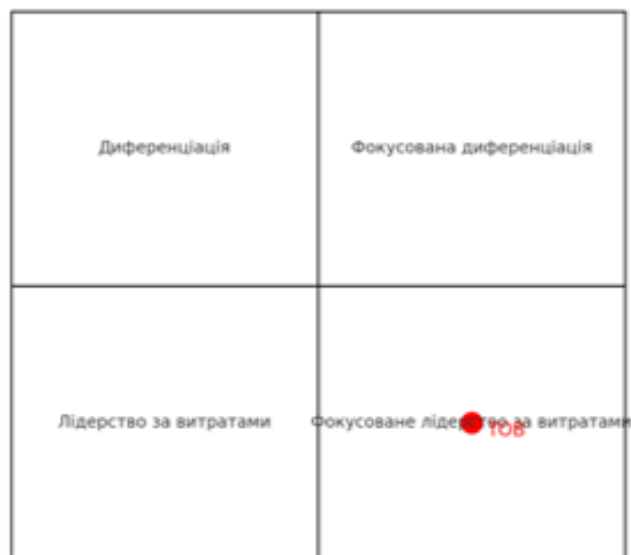 Диференціація
Фокусована диференціація
Лідерство за витратами
Фокусоване лідерство за витратами
ТОВ